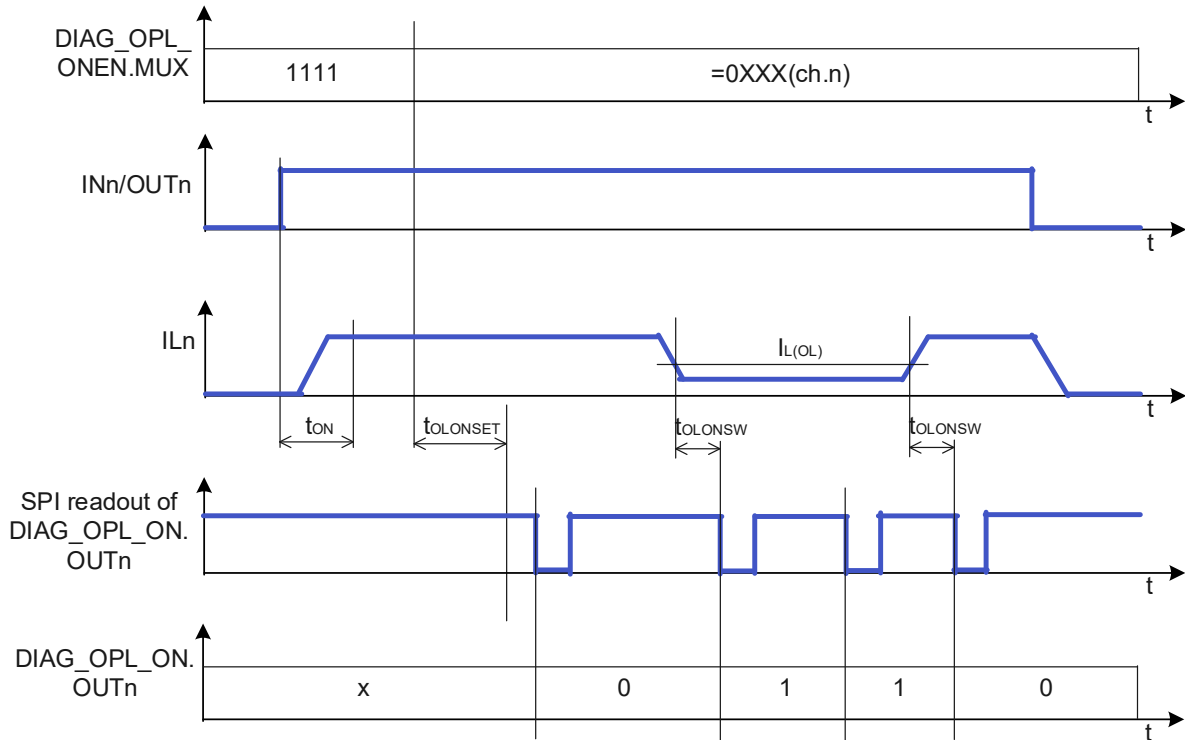 DIAG_OPL_
ONEN.MUX
1111
=0XXX(ch.n)
t
INn/OUTn
t
ILn
IL(OL)
t
tON
tOLONSET
tOLONSW
tOLONSW
SPI readout of
DIAG_OPL_ON.
OUTn
t
DIAG_OPL_ON.
OUTn
x
0
1
1
0
t